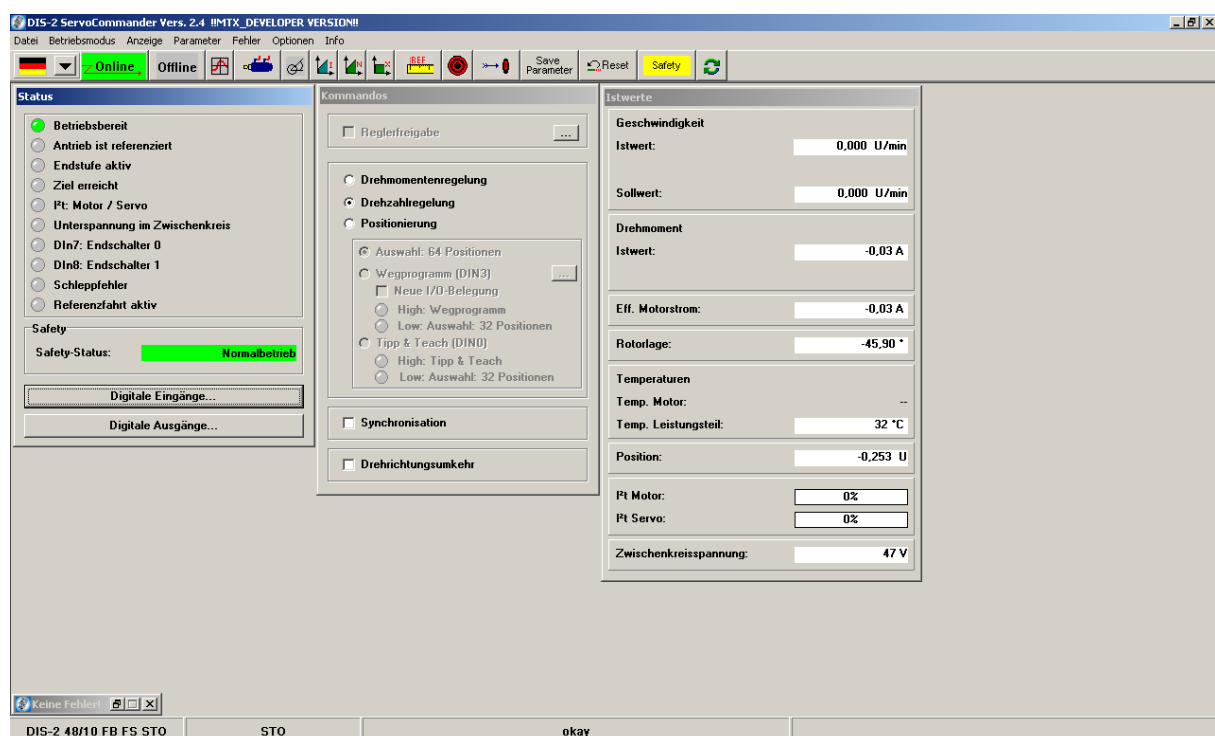 DIS-2 ServoCommander Vers. 2.4 !!MTX_DEVELOPER VERSION!!
Datei Betriebsmodus Anzeige Parameter Fehler Optionen Info
Online Offline REF Save Parameter Reset Safety
Status
Betriebsbereit
Antrieb ist referenziert
Endstufe aktiv
Ziel erreicht
I²t: Motor / Servo
Unterspannung im Zwischenkreis
DIn7: Endschalter 0
DIn8: Endschalter 1
Schleppfehler
Referenzfahrt aktiv
Safety
Safety-Status: Normalbetrieb
Digitale Eingänge...
Digitale Ausgänge...
Kommandos
Reglerfreigabe ...
Drehmomentenregelung
Drehzahlregelung
Positionierung
Auswahl: 64 Positionen
Wegprogramm (DIN3) ...
Neue I/O-Belegung
High: Wegprogramm
Low: Auswahl: 32 Positionen
Tipp & Teach (DIN0)
High: Tipp & Teach
Low: Auswahl: 32 Positionen
Synchronisation
Drehrichtungsumkehr
Istwerte
Geschwindigkeit
Istwert: 0,000 U/min
Sollwert: 0,000 U/min
Drehmoment
Istwert: -0,03 A
Eff. Motorstrom: -0,03 A
Rotorlage: -45,90 °
Temperaturen
Temp. Motor: --
Temp. Leistungsteil: 32 °C
Position: -0,253 U
I²t Motor: 0%
I²t Servo: 0%
Zwischenkreisspannung: 47 V
Keine Fehler!
DIS-2 48/10 FB FS STO STO okay